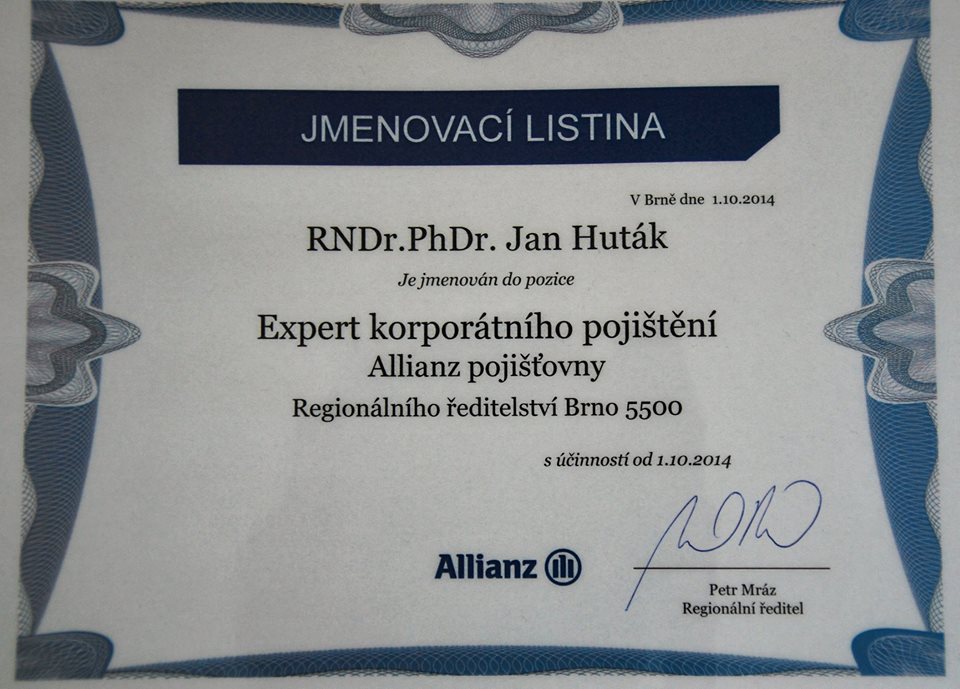 JMENOVACÍ LISTINA
V Brně dne 1.10.2014
RNDr.PhDr. Jan Huták
Je jmenován do pozice
Expert korporátního pojištění
Allianz pojišťovny
Regionálního ředitelství Brno 5500
s účinností od 1.10.2014
Allianz
Petr Mráz
Regionální ředitel